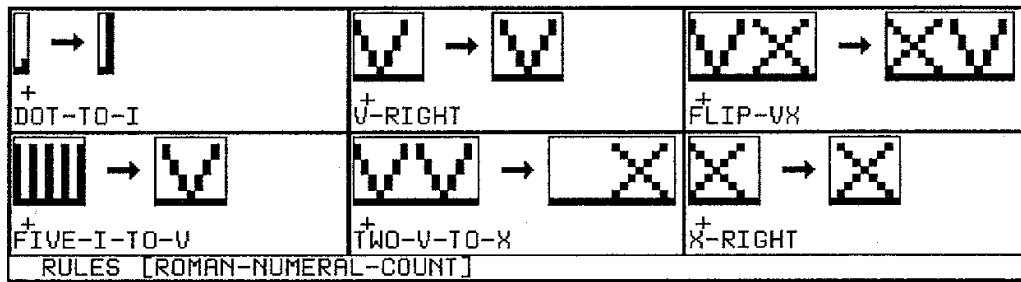 DOT-TO-I
V-RIGHT
FLIP-VX
FIVE-I-TO-V
TWO-V-TO-X
X-RIGHT
RULES [ROMAN-NUMERAL-COUNT]